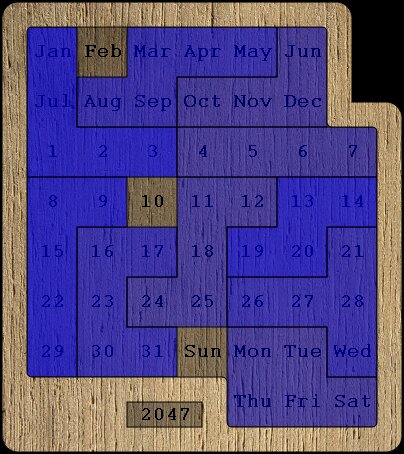 Jan Feb Mar Apr May Jun
Jul Aug Sep Oct Nov Dec
1 2 3 4 5 6 7
8 9 10 11 12 13 14
15 16 17 18 19 20 21
22 23 24 25 26 27 28
29 30 31 Sun Mon Tue Wed
Thu Fri Sat
2047